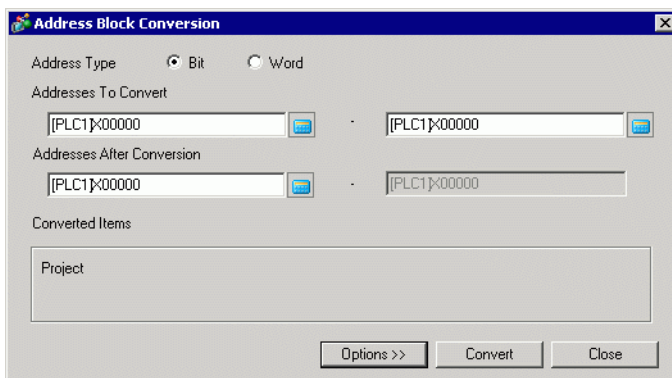 Address Block Conversion
Address Type Bit Word
Addresses To Convert
[PLC1]X00000 - [PLC1]X00000
Addresses After Conversion
[PLC1]X00000 - [PLC1]X00000
Converted Items
Project
Options >> Convert Close